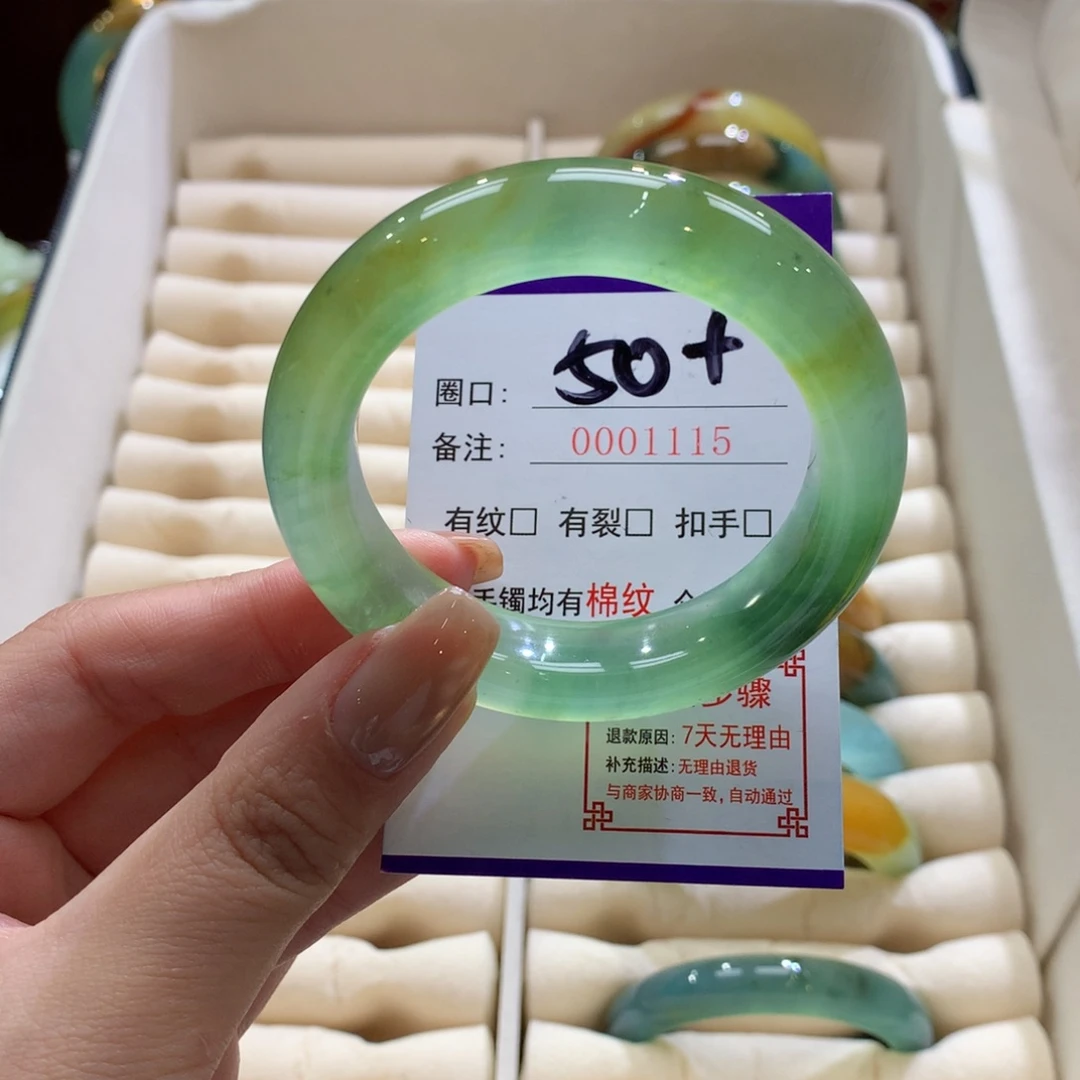 圈口: 50+
备注: 0001115
有纹□ 有裂□ 扣手□
手镯均有棉纹
步骤
退款原因: 7天无理由
补充描述: 无理由退货
与商家协商一致, 自动通过